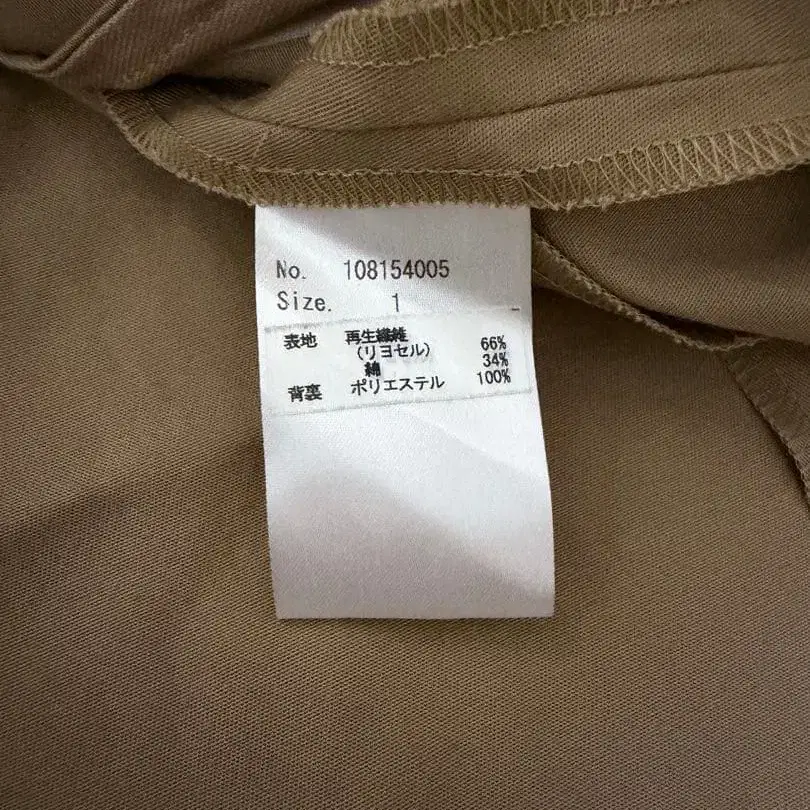 No. 108154005
Size. 1
表地 再生繊維 66%
(リヨセル)
綿 34%
背裏 ポリエステル 100%